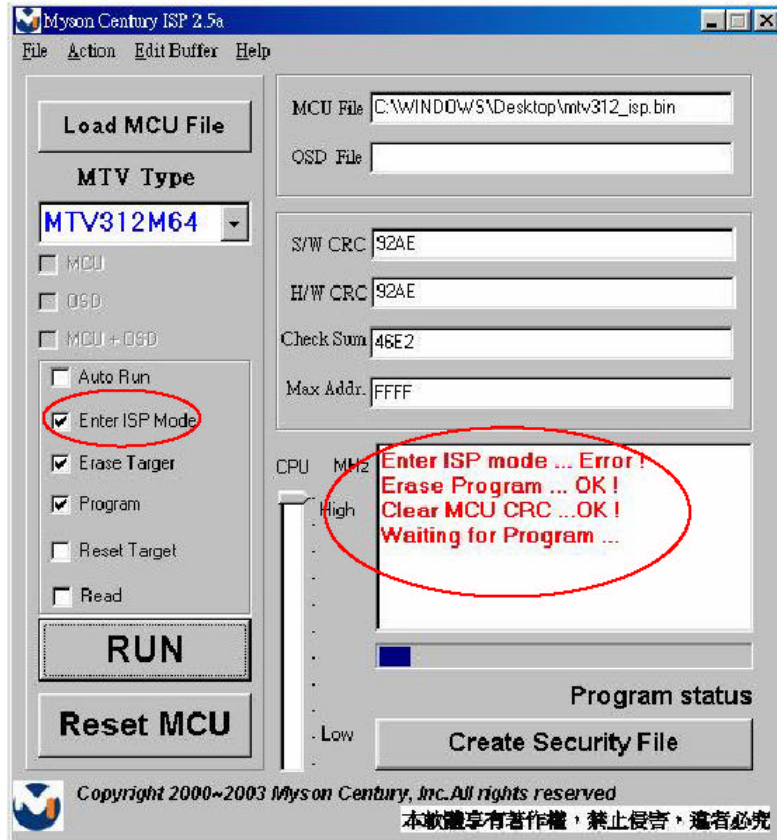 Myson Century ISP 2.5a
File Action Edit Buffer Help
Load MCU File
MTV Type
MTV312M64
MCU
OSD
MCU + OSD
Auto Run
Enter ISP Mode
Erase Targer
Program
Reset Target
Read
RUN
Reset MCU
MCU File C:\WINDOWS\Desktop\mtv312_isp.bin
OSD File
S/W CRC 92AE
H/W CRC 92AE
Check Sum 46E2
Max Addr. FFFF
CPU MHz
High
Low
Enter ISP mode ... Error !
Erase Program ... OK !
Clear MCU CRC ...OK !
Waiting for Program ...
Program status
Create Security File
Copyright 2000~2003 Myson Century, Inc.All rights reserved
本軟體享有著作權，禁止侵害，違者必究